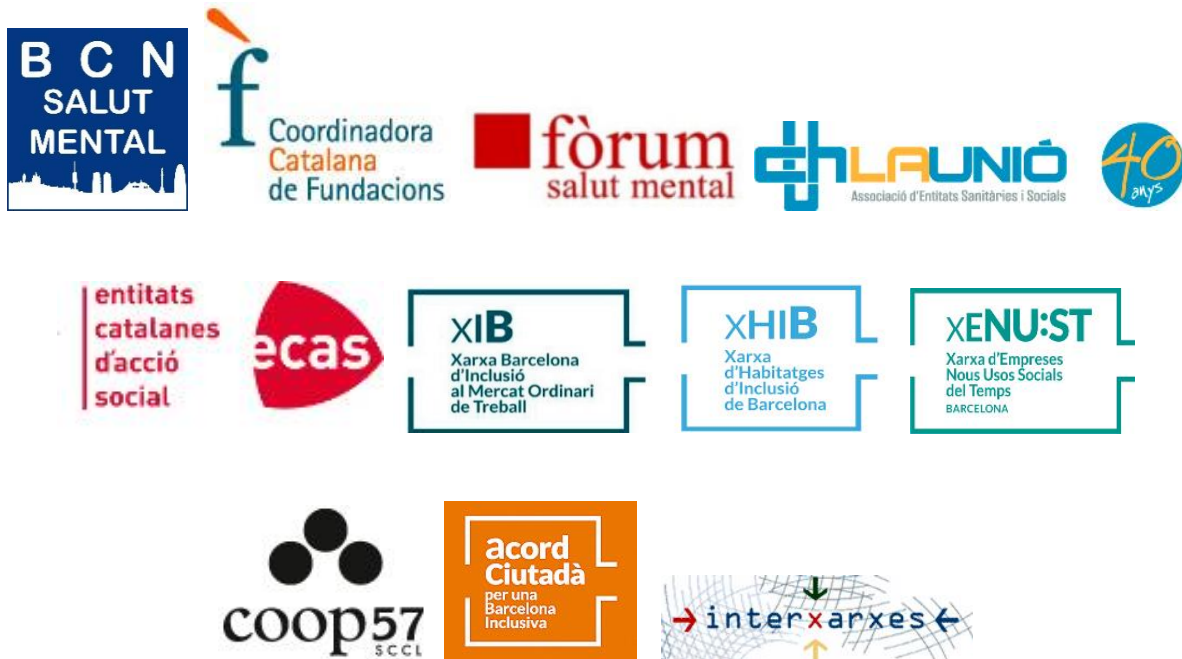 B C N
SALUT
MENTAL
f
Coordinadora
Catalana
de Fundacions
fòrum
salut mental
LAUNIÓ
Associació d'Entitats Sanitàries i Socials
40
anys
entitats
catalanes
d'acció
social
ecas
XIB
Xarxa Barcelona
d'Inclusió
al Mercat Ordinari
de Treball
XHIB
Xarxa
d'Habitatges
d'Inclusió
de Barcelona
XENU:ST
Xarxa d'Empreses
Nous Usos Socials
del Temps
BARCELONA
coop57
SCCL
acord
Ciutadà
per una
Barcelona
Inclusiva
interxarxes